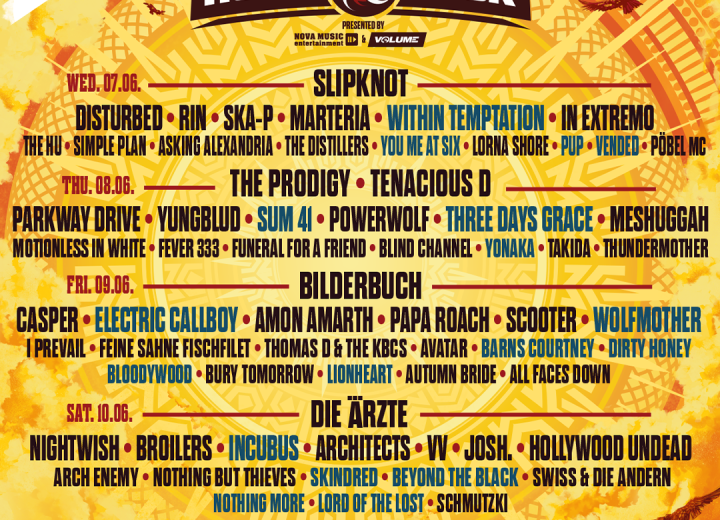 PRESENTED BY
NOVA MUSIC entertainment & VOLUME
WED. 07.06. SLIPKNOT
DISTURBED • RIN • SKA-P • MARTERIA • WITHIN TEMPTATION • IN EXTREMO
THE HU • SIMPLE PLAN • ASKING ALEXANDRIA • THE DISTILLERS • YOU ME AT SIX • LORNA SHORE • PUP • VENDED • PÖBEL MC
THU. 08.06. THE PRODIGY • TENACIOUS D
PARKWAY DRIVE • YUNGBLUD • SUM 41 • POWERWOLF • THREE DAYS GRACE • MESHUGGAH
MOTIONLESS IN WHITE • FEVER 333 • FUNERAL FOR A FRIEND • BLIND CHANNEL • YONAKA • TAKIDA • THUNDERMOTHER
FRI. 09.06. BILDERBUCH
CASPER • ELECTRIC CALLBOY • AMON AMARTH • PAPA ROACH • SCOOTER • WOLFMOTHER
I PREVAIL • FEINE SAHNE FISCHFILET • THOMAS D & THE KBCS • AVATAR • BARNS COURTNEY • DIRTY HONEY
BLOODYWOOD • BURY TOMORROW • LIONHEART • AUTUMN BRIDE • ALL FACES DOWN
SAT. 10.06. DIE ÄRZTE
NIGHTWISH • BROILERS • INCUBUS • ARCHITECTS • VV • JOSH. • HOLLYWOOD UNDEAD
ARCH ENEMY • NOTHING BUT THIEVES • SKINDRED • BEYOND THE BLACK • SWISS & DIE ANDERN
NOTHING MORE • LORD OF THE LOST • SCHMUTZKI